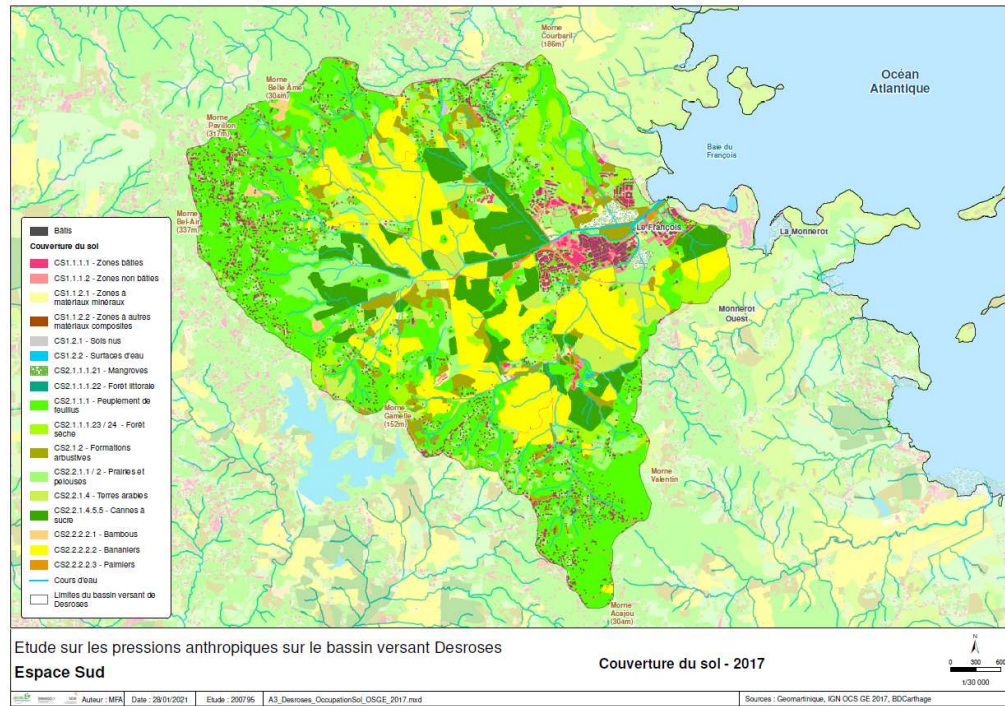 Morne
Courbaril
(186m)
Océan
Atlantique
Morne
Belle Ame
(304m)
Morne
Pavillon
(317m)
Baie du
François
Morne
Bel-Air
(337m)
Le François
La Monnerot
Monnerot
Ouest
Morne
Gamelle
(152m)
Morne
Valentin
Morne
Acajou
(304m)
Bâtis
Couverture du sol
CS1.1.1.1 - Zones bâties
CS1.1.1.2 - Zones non bâties
CS1.1.2.1 - Zones à
matériaux minéraux
CS1.1.2.2 - Zones à autres
matériaux composites
CS1.2.1 - Sols nus
CS1.2.2 - Surfaces d'eau
CS2.1.1.1.21 - Mangroves
CS2.1.1.1.22 - Forêt littorale
CS2.1.1.1 - Peuplement de
feuillus
CS2.1.1.1.23 / 24 - Forêt
sèche
CS2.1.2 - Formations
arbustives
CS2.2.1.1 / 2 - Prairies et
pelouses
CS2.2.1.4 - Terres arables
CS2.2.1.4.5.5 - Cannes à
sucre
CS2.2.2.2.1 - Bambous
CS2.2.2.2.2 - Bananiers
CS2.2.2.2.3 - Palmiers
Cours d'eau
Limites du bassin versant de
Desroses
Etude sur les pressions anthropiques sur le bassin versant Desroses
Espace Sud
Couverture du sol - 2017
N
0 300 600
1/30 000
Auteur : MFA Date : 28/01/2021 Etude : 200795 A3_Desroses_OccupationSol_OSGE_2017.mxd Sources : Geomartinique, IGN OCS GE 2017, BDCarthage